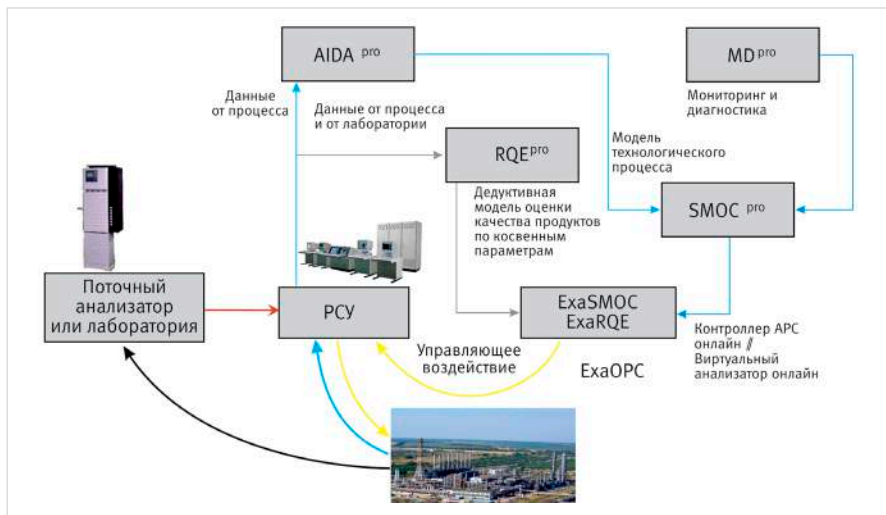 AIDA pro
MD pro
Данные
от процесса
Данные от процесса
и от лаборатории
Мониторинг и
диагностика
RQE pro
Модель
технологического
процесса
Дедуктивная
модель оценки
качества продуктов
по косвенным
параметрам
SMOC pro
Поточный
анализатор
или лаборатория
РСУ
ExaSMOC
ExaRQE
Управляющее
воздействие
ExaOPC
Контроллер APC
онлайн //
Виртуальный
анализатор онлайн